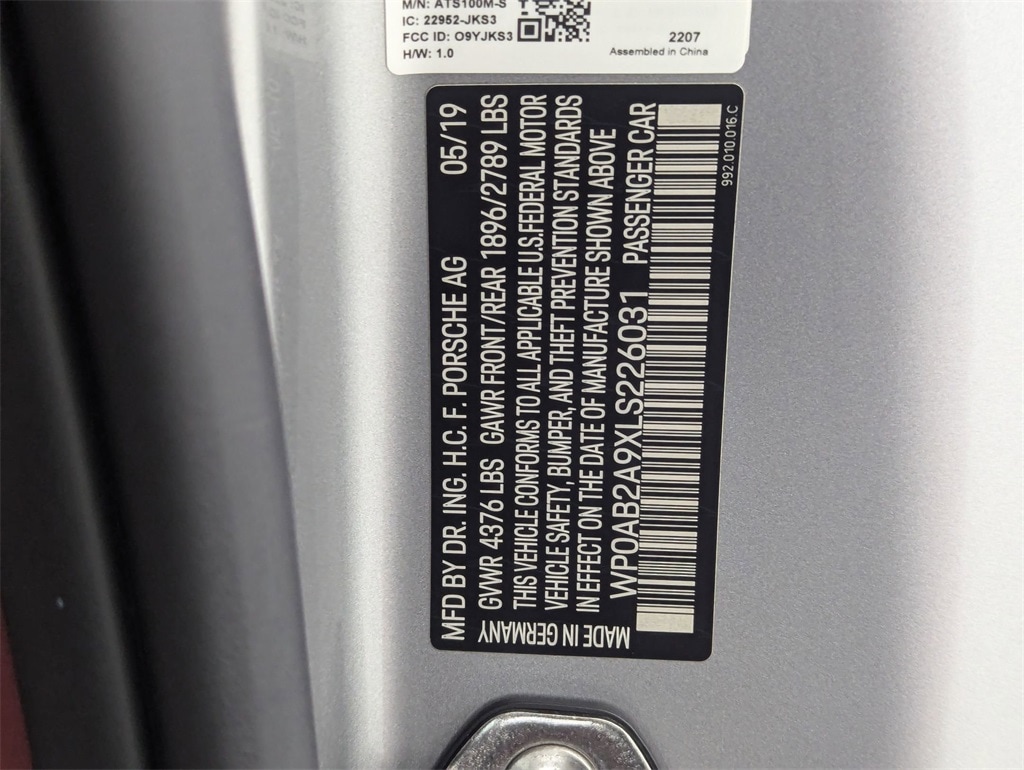 M/N: ATS100M-S
IC: 22952-JKS3
FCC ID: O9YJKS3
H/W: 1.0
2207
Assembled in China
MFD BY DR. ING. H.C. F. PORSCHE AG 05/19
GVWR 4376 LBS GAWR FRONT/REAR 1896/2789 LBS
THIS VEHICLE CONFORMS TO ALL APPLICABLE U.S.FEDERAL MOTOR
VEHICLE SAFETY, BUMPER, AND THEFT PREVENTION STANDARDS
IN EFFECT ON THE DATE OF MANUFACTURE SHOWN ABOVE
WP0AB2A9XLS226031 PASSENGER CAR
MADE IN GERMANY
992.010.016.C